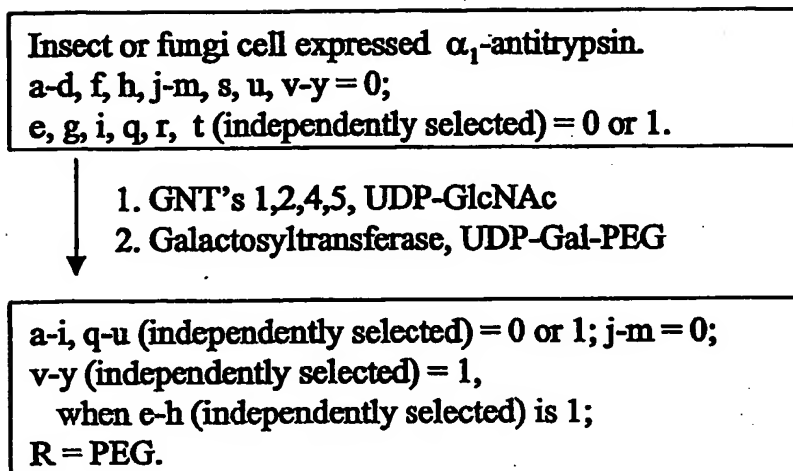 Insect or fungi cell expressed α₁-antitrypsin.
a-d, f, h, j-m, s, u, v-y = 0;
e, g, i, q, r, t (independently selected) = 0 or 1.
1. GNT's 1,2,4,5, UDP-GlcNAc
2. Galactosyltransferase, UDP-Gal-PEG
a-i, q-u (independently selected) = 0 or 1; j-m = 0;
v-y (independently selected) = 1,
when e-h (independently selected) is 1;
R = PEG.